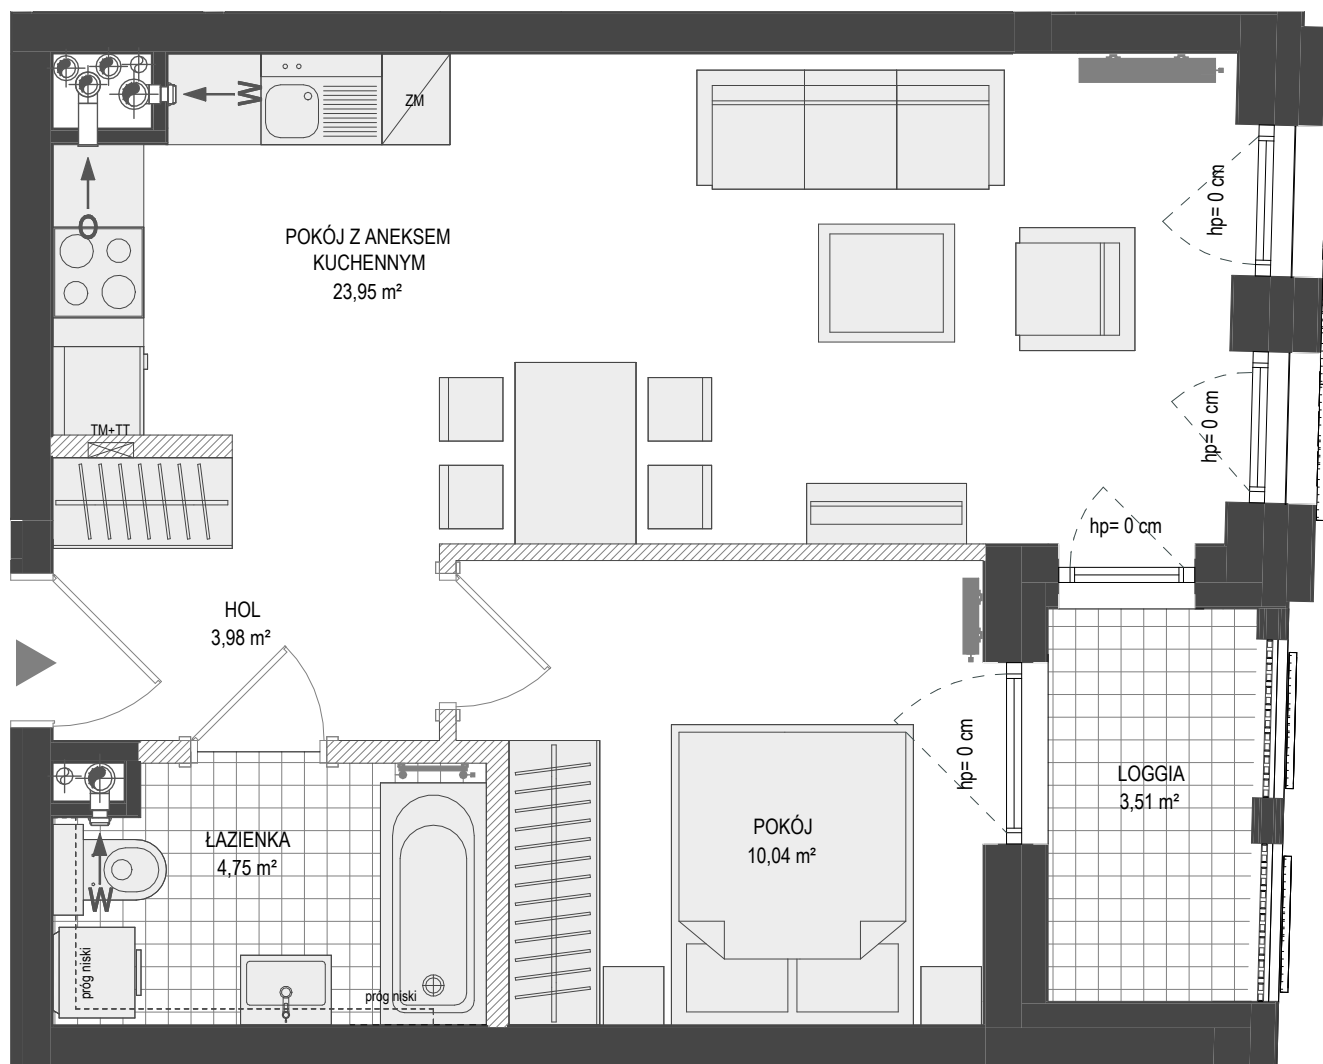 W
ZM
O
POKÓJ Z ANEKSEM
KUCHENNYM
23,95 m²
hp= 0 cm
hp= 0 cm
hp= 0 cm
TM+TT
HOL
3,98 m²
hp= 0 cm
LOGGIA
3,51 m²
POKÓJ
10,04 m²
ŁAZIENKA
4,75 m²
W
próg niski
próg niski